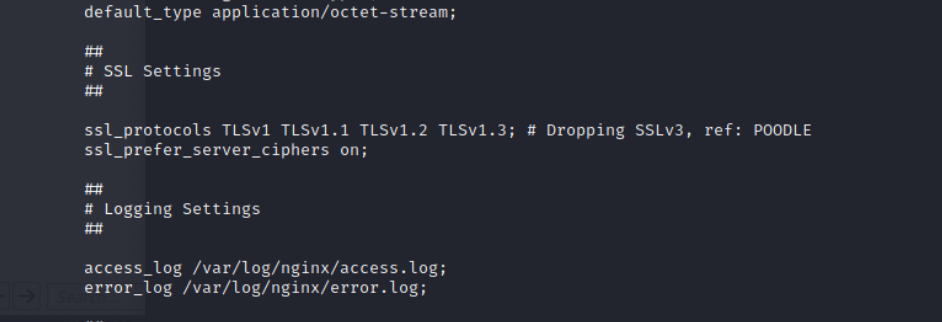 default_type application/octet-stream;
##
# SSL Settings
##
ssl_protocols TLSv1 TLSv1.1 TLSv1.2 TLSv1.3; # Dropping SSLv3, ref: POODLE
ssl_prefer_server_ciphers on;
##
# Logging Settings
##
access_log /var/log/nginx/access.log;
error_log /var/log/nginx/error.log;
Search...